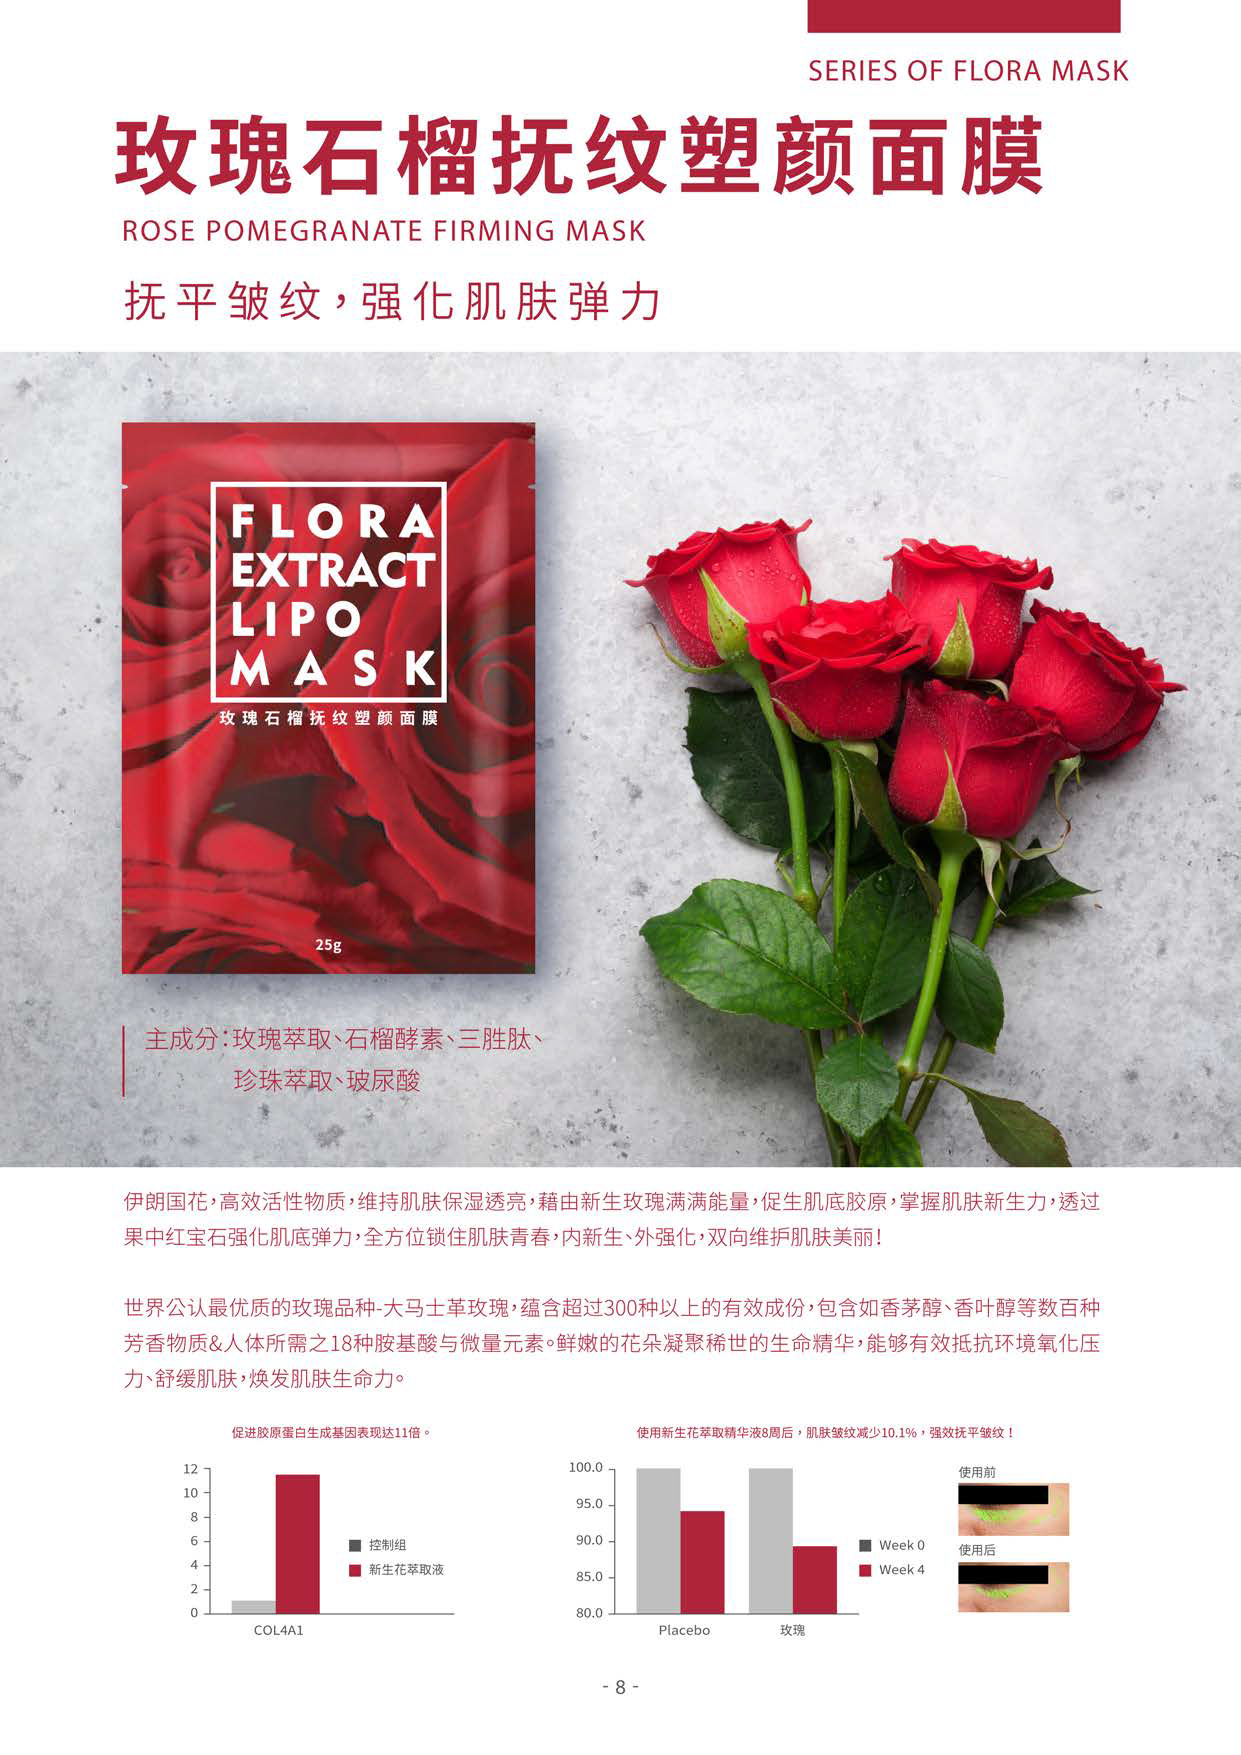 SERIES OF FLORA MASK
玫瑰石榴抚纹塑颜面膜
ROSE POMEGRANATE FIRMING MASK
抚平皱纹，强化肌肤弹力
FLORA
EXTRACT
LIPO
MASK
玫瑰石榴抚纹塑颜面膜
25g
主成分：玫瑰萃取、石榴酵素、三胜肽、
珍珠萃取、玻尿酸
伊朗国花，高效活性物质，维持肌肤保湿透亮，藉由新生玫瑰满满能量，促生肌底胶原，掌握肌肤新生力，透过
果中红宝石强化肌底弹力，全方位锁住肌肤青春，内新生、外强化，双向维护肌肤美丽！
世界公认最优质的玫瑰品种-大马士革玫瑰，蕴含超过300种以上的有效成份，包含如香茅醇、香叶醇等数百种
芳香物质&人体所需之18种胺基酸与微量元素。鲜嫩的花朵凝聚稀世的生命精华，能够有效抵抗环境氧化压
力、舒缓肌肤，焕发肌肤生命力。
促进胶原蛋白生成基因表现达11倍。
12
10
8
6
4
2
0
COL4A1
控制组
新生花萃取液
使用新生花萃取精华液8周后，肌肤皱纹减少10.1%，强效抚平皱纹！
100.0
95.0
90.0
85.0
80.0
Placebo
玫瑰
Week 0
Week 4
使用前
使用后
- 8 -